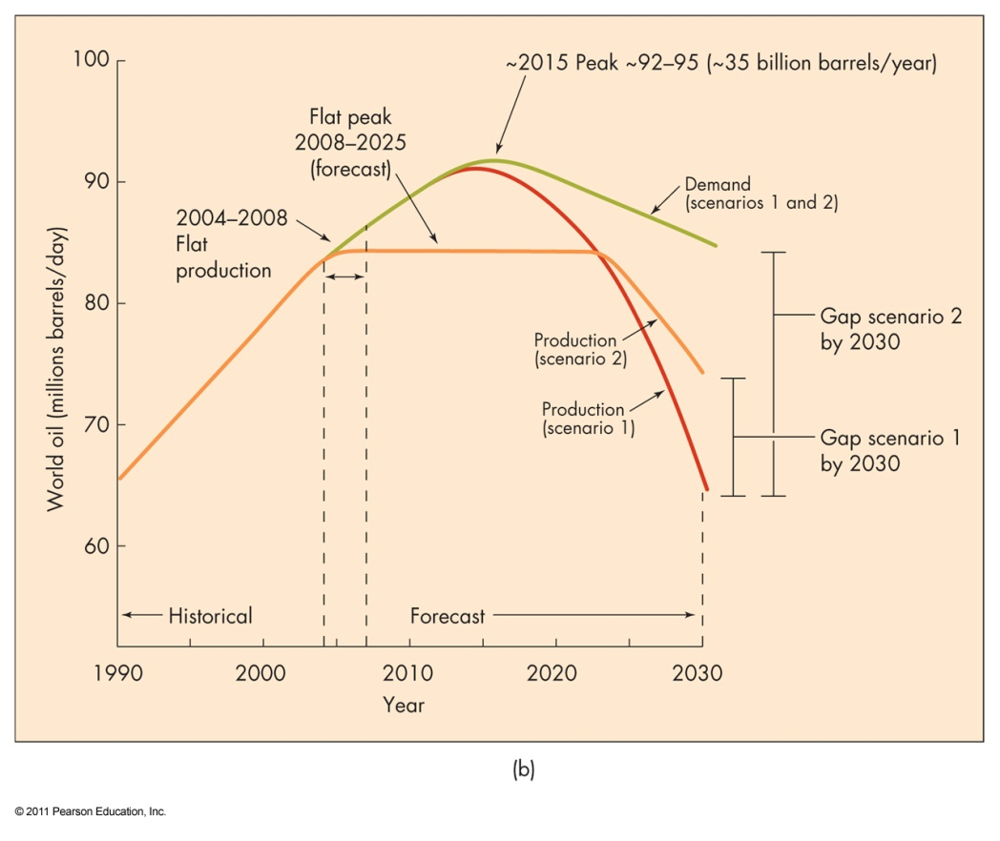 100
90
80
70
60
World oil (millions barrels/day)
~2015 Peak ~92–95 (~35 billion barrels/year)
Flat peak
2008–2025
(forecast)
2004–2008
Flat
production
Demand
(scenarios 1 and 2)
Production
(scenario 2)
Production
(scenario 1)
Gap scenario 2
by 2030
Gap scenario 1
by 2030
Historical
Forecast
1990
2000
2010
2020
2030
Year
(b)
© 2011 Pearson Education, Inc.